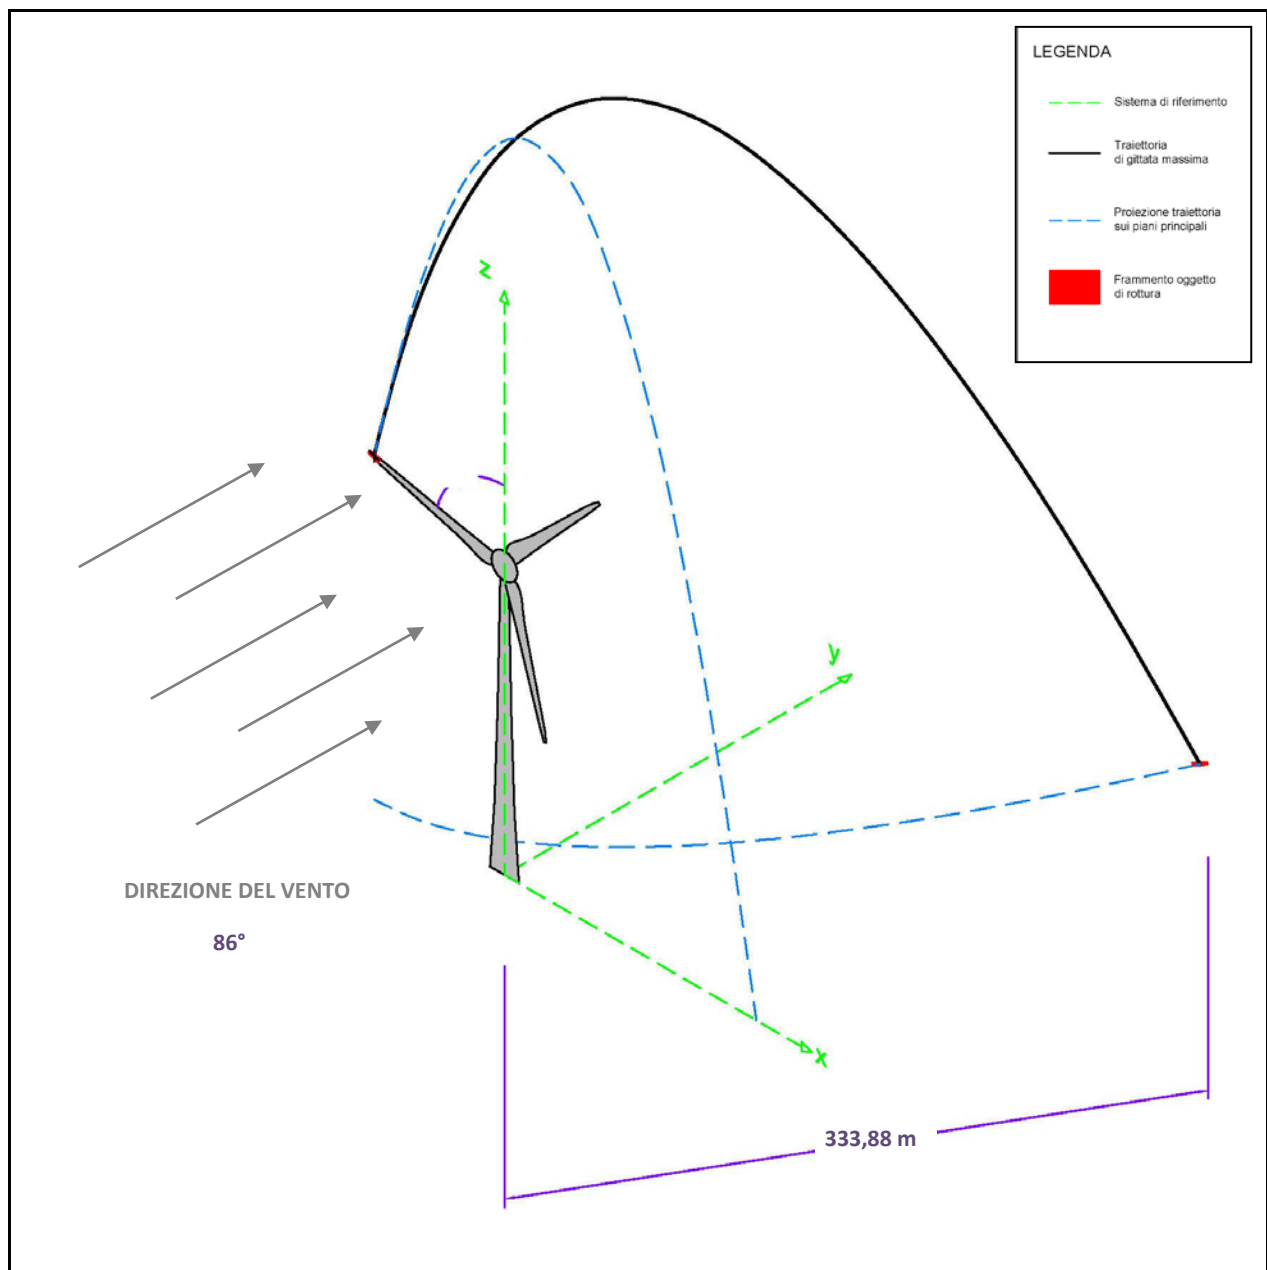 LEGENDA
Sistema di riferimento
Traiettoria
di gittata massima
Proiezione traiettoria
sui piani principali
Frammento oggetto
di rottura
z
y
DIREZIONE DEL VENTO
86°
x
333,88 m